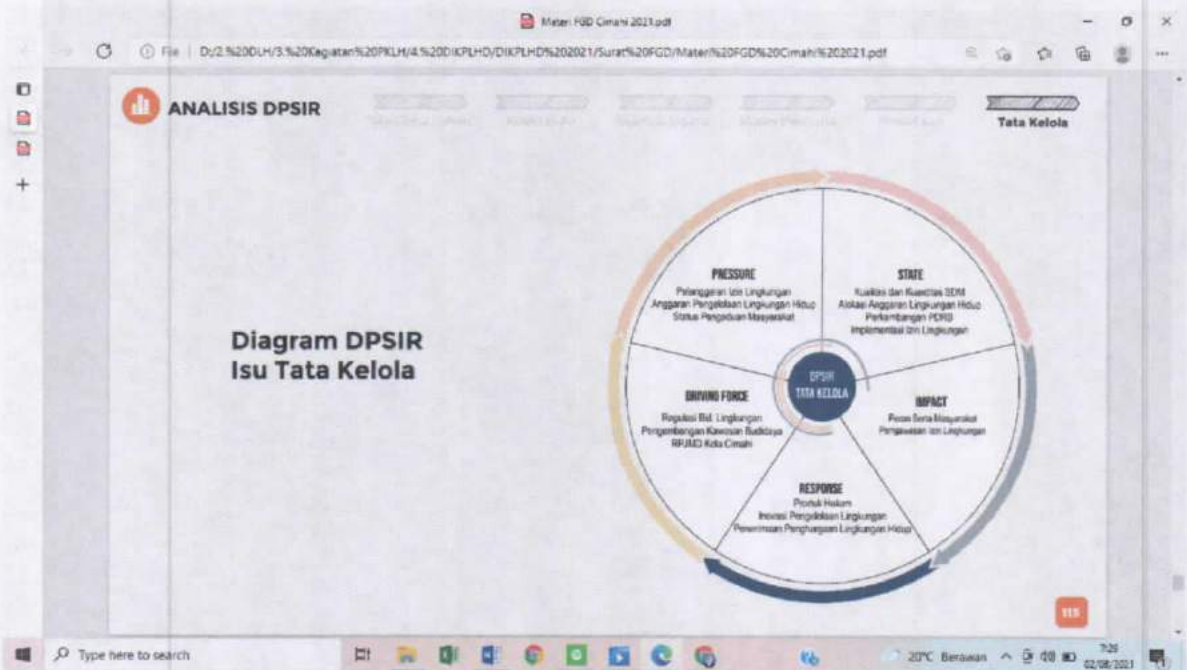 Materi FGD Cimahi 2021.pdf
File | D:/2.%20DLH/3.%20Kegiatan%20PKLH/4.%20DIKPLHD/DIKPLHD%202021/Surat%20FGD/Materi%20FGD%20Cimahi%202021.pdf
ANALISIS DPSIR
Tata Kelola
Diagram DPSIR
Isu Tata Kelola
PRESSURE
Pelanggaran Izin Lingkungan
Anggaran Pengelolaan Lingkungan Hidup
Status Pengaduan Masyarakat
STATE
Kualitas dan Kuantitas SDM
Alokasi Anggaran Lingkungan Hidup
Perkembangan PDRB
Implementasi Izin Lingkungan
DPSIR
TATA KELOLA
DRIVING FORCE
Regulasi Bid. Lingkungan
Pengembangan Kawasan Budidaya
RPJMD Kota Cimahi
IMPACT
Peran Serta Masyarakat
Pengawasan Izin Lingkungan
RESPONSE
Produk Hukum
Inovasi Pengelolaan Lingkungan
Penerimaan Penghargaan Lingkungan Hidup
115
Type here to search
20°C Berawan
7:26
02/08/2021